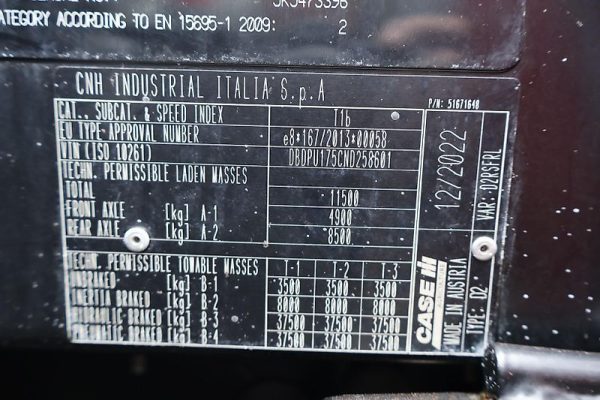 CATEGORY ACCORDING TO EN 15695-1 2009: 2
CNH INDUSTRIAL ITALIA S.p.A
P/N: 51671648
CAT., SUBCAT. & SPEED INDEX T1b
EU TYPE-APPROVAL NUMBER e8*167/2013*00058
(ISO 10261) DBDPU175CND258601
TECHN. PERMISSIBLE LADEN MASSES
TOTAL 11500
FRONT AXLE [kg] A-1 4900
REAR AXLE [kg] A-2 8500
TECHN. PERMISSIBLE TOWABLE MASSES T-1 T-2 T-3
UNBRAKED [kg] B-1 3500 3500 3500
INERTIA BRAKED [kg] B-2 8000 8000 8000
HYDRAULIC BRAKED [kg] B-3 37500 37500 37500
PNEUMATIC BRAKED [kg] B-4 37500 37500 37500
12/2022
VAR: D2RSFRL
CASE IH
MADE IN AUSTRIA
TYPE: D2